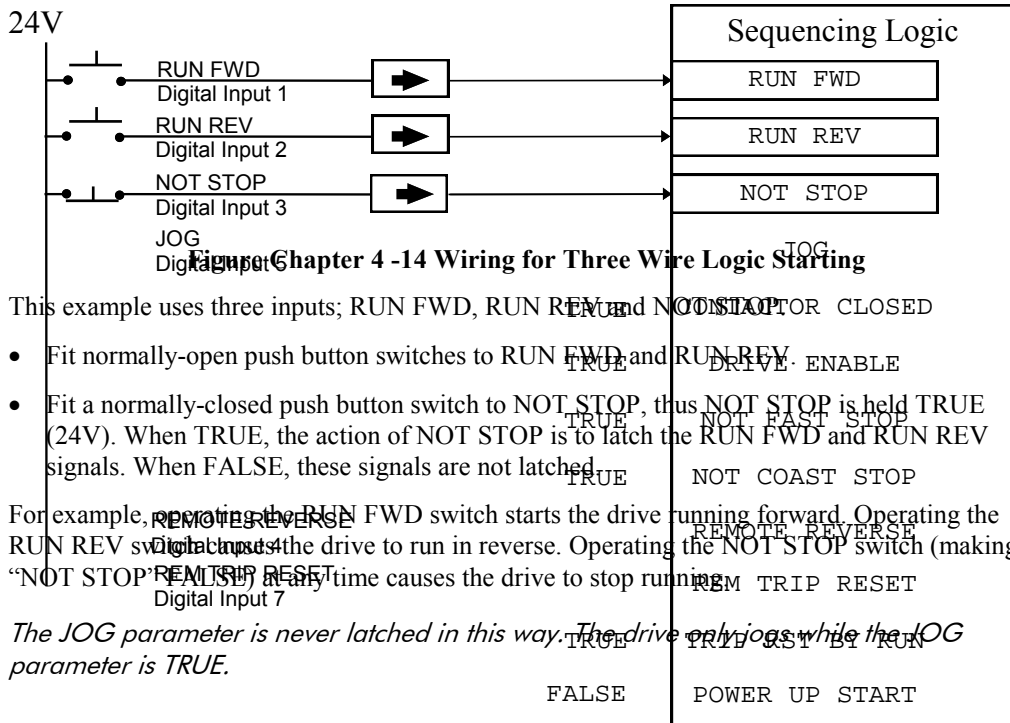 24V
Sequencing Logic
RUN FWD
Digital Input 1
RUN FWD
RUN REV
Digital Input 2
RUN REV
NOT STOP
Digital Input 3
NOT STOP
JOG
Digital Input 5
JOG
Figure Chapter 4 -14 Wiring for Three Wire Logic Starting
This example uses three inputs; RUN FWD, RUN REV and NOT STOP.
TRUE
CONTACTOR CLOSED
• Fit normally-open push button switches to RUN FWD and RUN REV.
TRUE
DRIVE ENABLE
• Fit a normally-closed push button switch to NOT STOP, thus NOT STOP is held TRUE
(24V). When TRUE, the action of NOT STOP is to latch the RUN FWD and RUN REV
signals. When FALSE, these signals are not latched.
TRUE
NOT FAST STOP
TRUE
NOT COAST STOP
For example, operating the RUN FWD switch starts the drive running forward. Operating the
RUN REV switch causes the drive to run in reverse. Operating the NOT STOP switch (making
“NOT STOP” FALSE) at any time causes the drive to stop running.
REMOTE REVERSE
Digital Input 4
REMOTE REVERSE
REM TRIP RESET
Digital Input 7
REM TRIP RESET
The JOG parameter is never latched in this way. The drive only jogs while the JOG
parameter is TRUE.
TRUE
TRIP RST BY RUN
FALSE
POWER UP START